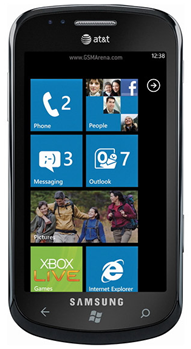 at&t
www.GSMArena.com
12:38
2
Phone
People
3
Messaging
7
Outlook
Pictures
XBOX
LIVE
Games
Internet Explorer
SAMSUNG